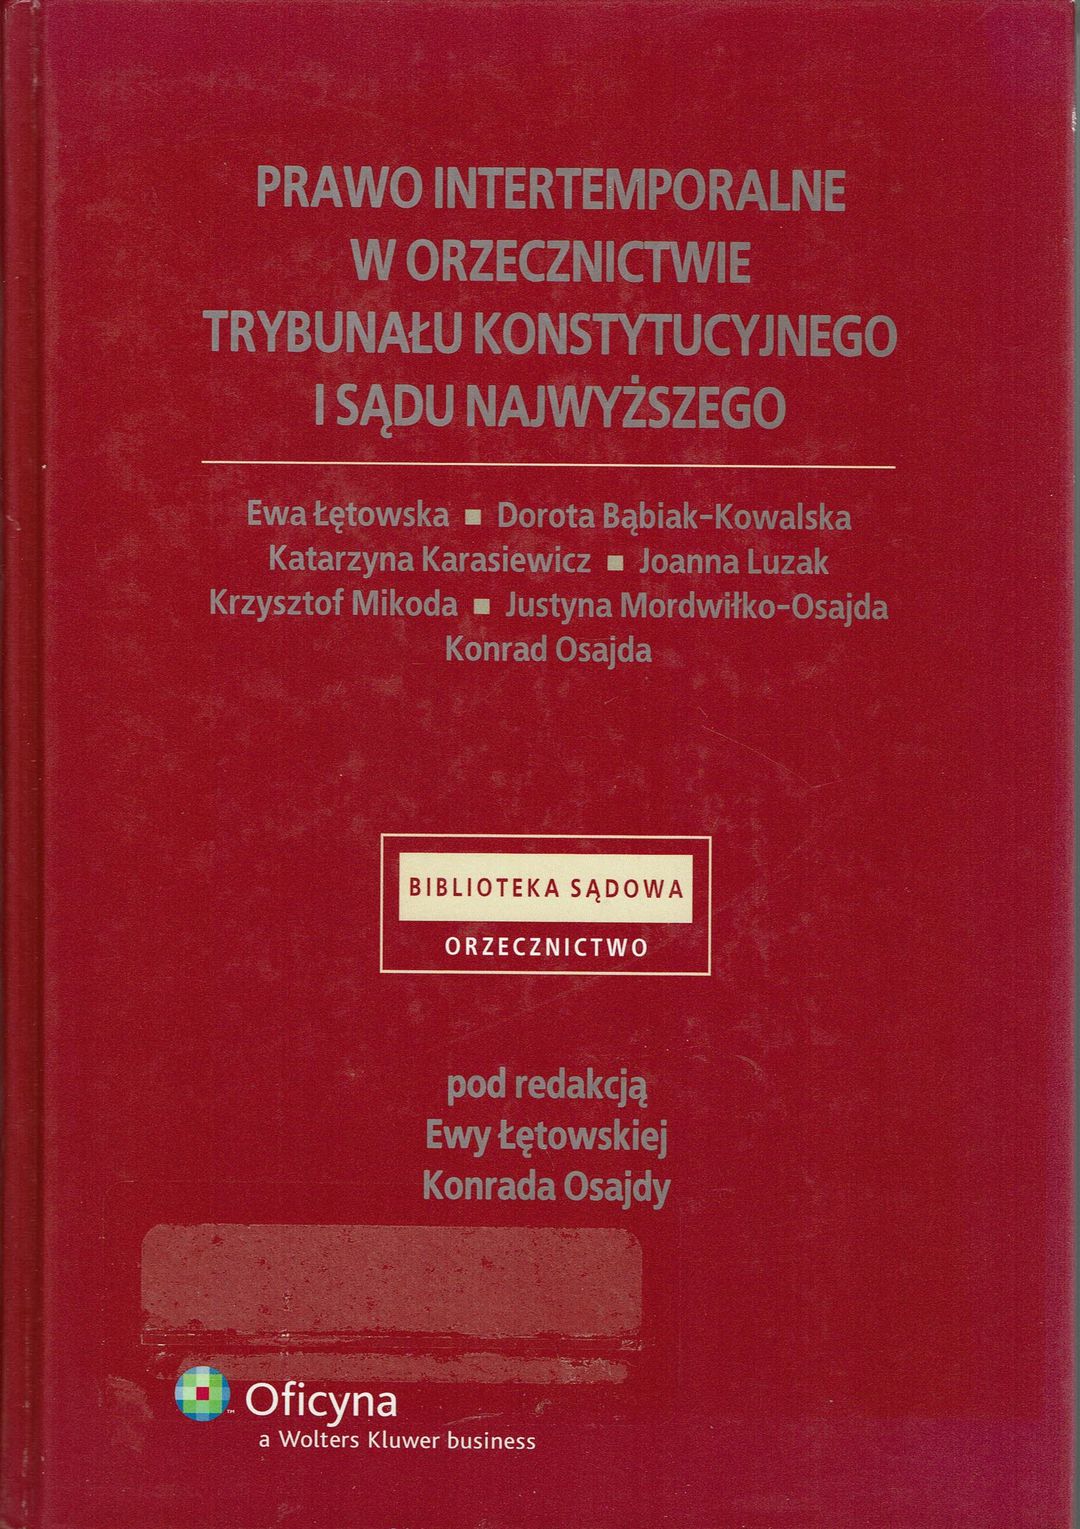 PRAWO INTERTEMPORALNE
W ORZECZNICTWIE
TRYBUNAŁU KONSTYTUCYJNEGO
I SĄDU NAJWYŻSZEGO
Ewa Łętowska ■ Dorota Bąbiak-Kowalska
Katarzyna Karasiewicz ■ Joanna Luzak
Krzysztof Mikoda ■ Justyna Mordwiłko-Osajda
Konrad Osajda
BIBLIOTEKA SĄDOWA
ORZECZNICTWO
pod redakcją
Ewy Łętowskiej
Konrada Osajdy
Oficyna
a Wolters Kluwer business